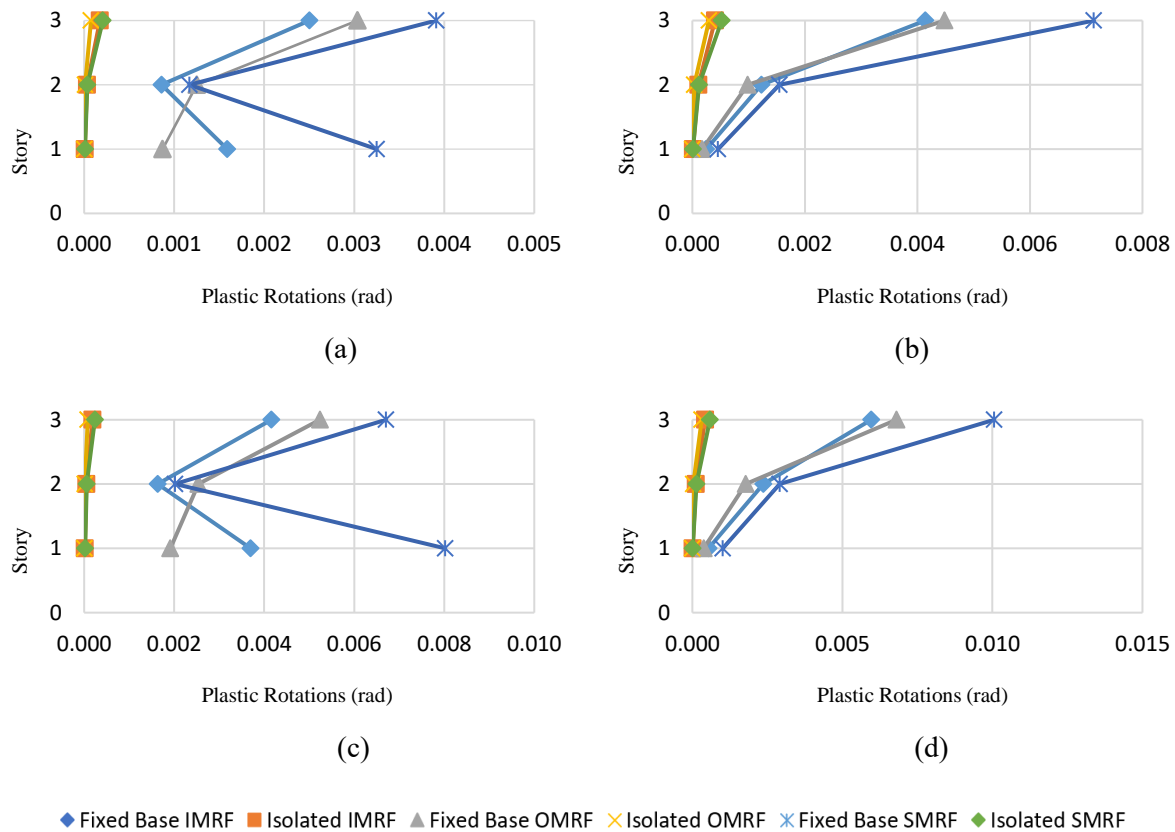 3
2
1
0
Story
0.000 0.001 0.002 0.003 0.004 0.005
Plastic Rotations (rad)
(a)
3
2
1
0
Story
0.000 0.002 0.004 0.006 0.008
Plastic Rotations (rad)
(b)
3
2
1
0
Story
0.000 0.002 0.004 0.006 0.008 0.010
Plastic Rotations (rad)
(c)
3
2
1
0
Story
0.000 0.005 0.010 0.015
Plastic Rotations (rad)
(d)
Fixed Base IMRF Isolated IMRF Fixed Base OMRF Isolated OMRF Fixed Base SMRF Isolated SMRF